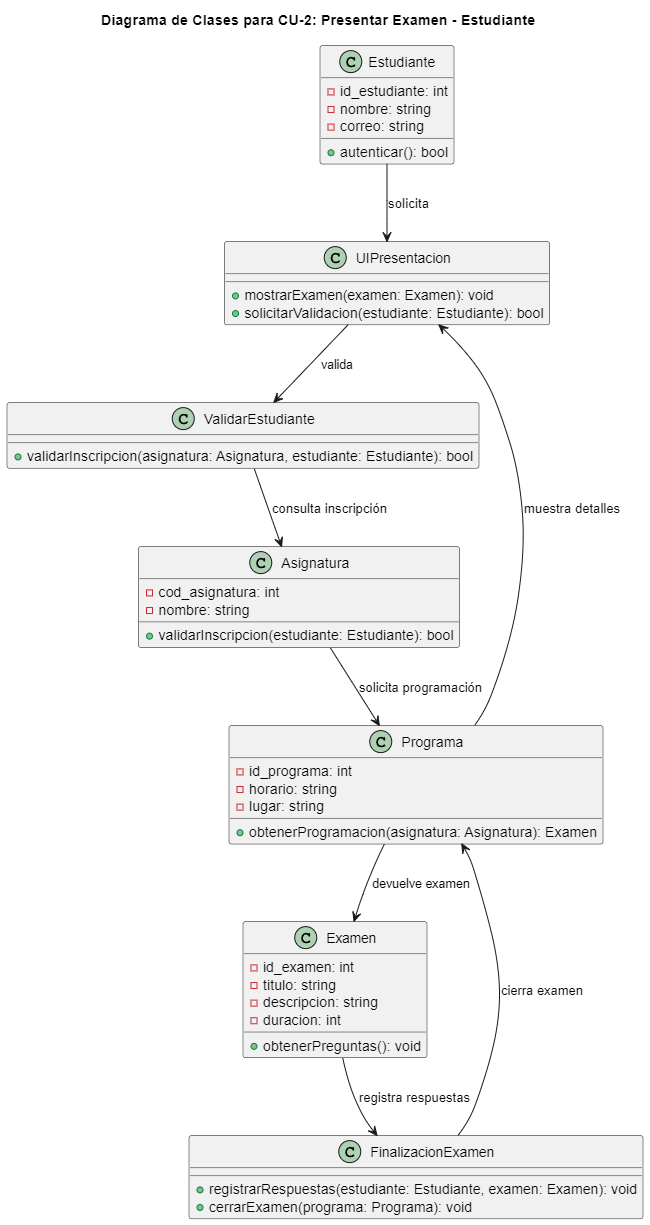 Diagrama de Clases para CU-2: Presentar Examen - Estudiante
C Estudiante
id_estudiante: int
nombre: string
correo: string
autenticar(): bool
solicita
C UIPresentacion
mostrarExamen(examen: Examen): void
solicitarValidacion(estudiante: Estudiante): bool
valida
C ValidarEstudiante
validarInscripcion(asignatura: Asignatura, estudiante: Estudiante): bool
consulta inscripción
muestra detalles
C Asignatura
cod_asignatura: int
nombre: string
validarInscripcion(estudiante: Estudiante): bool
solicita programación
C Programa
id_programa: int
horario: string
lugar: string
obtenerProgramacion(asignatura: Asignatura): Examen
devuelve examen
C Examen
id_examen: int
titulo: string
descripcion: string
duracion: int
obtenerPreguntas(): void
cierra examen
registra respuestas
C FinalizacionExamen
registrarRespuestas(estudiante: Estudiante, examen: Examen): void
cerrarExamen(programa: Programa): void